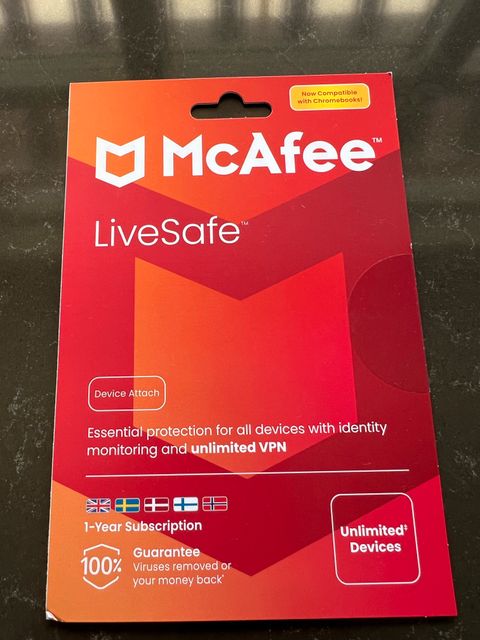 Now Compatible
with Chromebooks!
McAfee™
LiveSafe™
Device Attach
Essential protection for all devices with identity
monitoring and unlimited VPN
1-Year Subscription
Unlimited‡
Devices
100%
Guarantee
Viruses removed or
your money back*